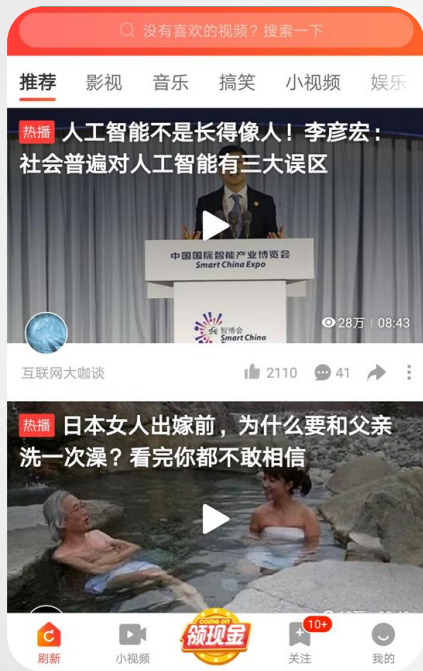 没有喜欢的视频？搜索一下
推荐 影视 音乐 搞笑 小视频 娱乐
热播 人工智能不是长得像人！李彦宏：
社会普遍对人工智能有三大误区
中国国际智能产业博览会
Smart China Expo
智博会
Smart China
28万 08:43
互联网大咖谈 2110 41
热播 日本女人出嫁前，为什么要和父亲
洗一次澡？看完你都不敢相信
come on
领现金
10+
刷新 小视频 关注 我的